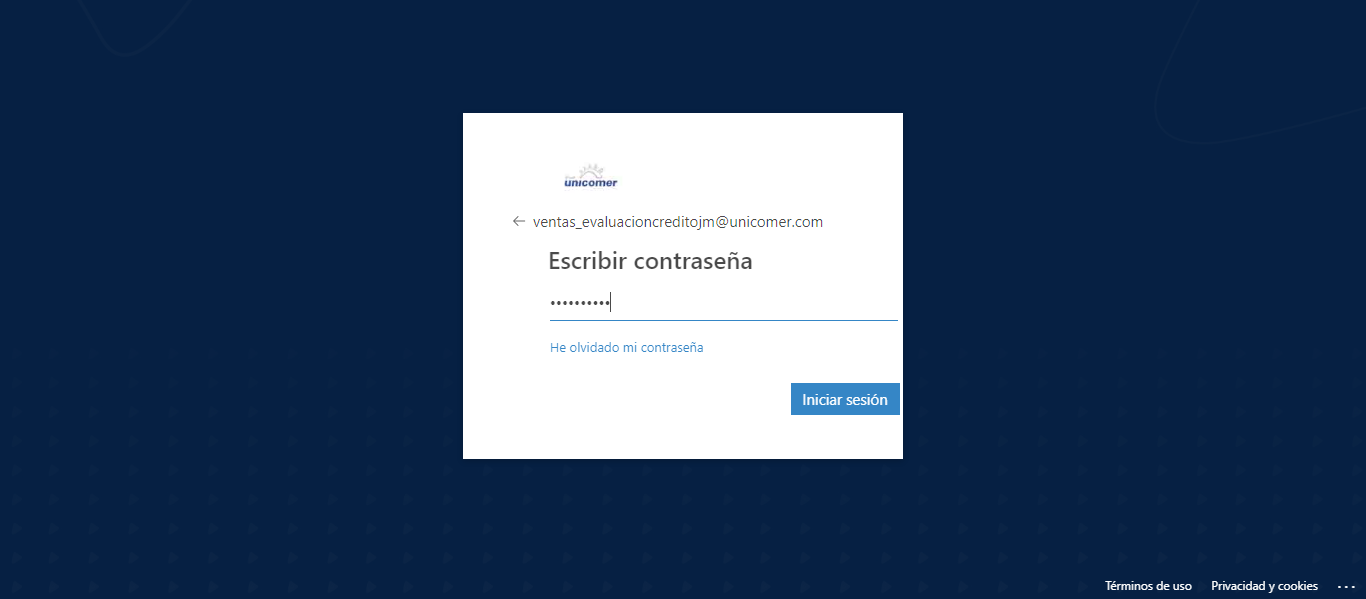 unicomer
ventas_evaluacioncreditojm@unicomer.com
Escribir contraseña
••••••••••
He olvidado mi contraseña
Iniciar sesión
Términos de uso Privacidad y cookies ...